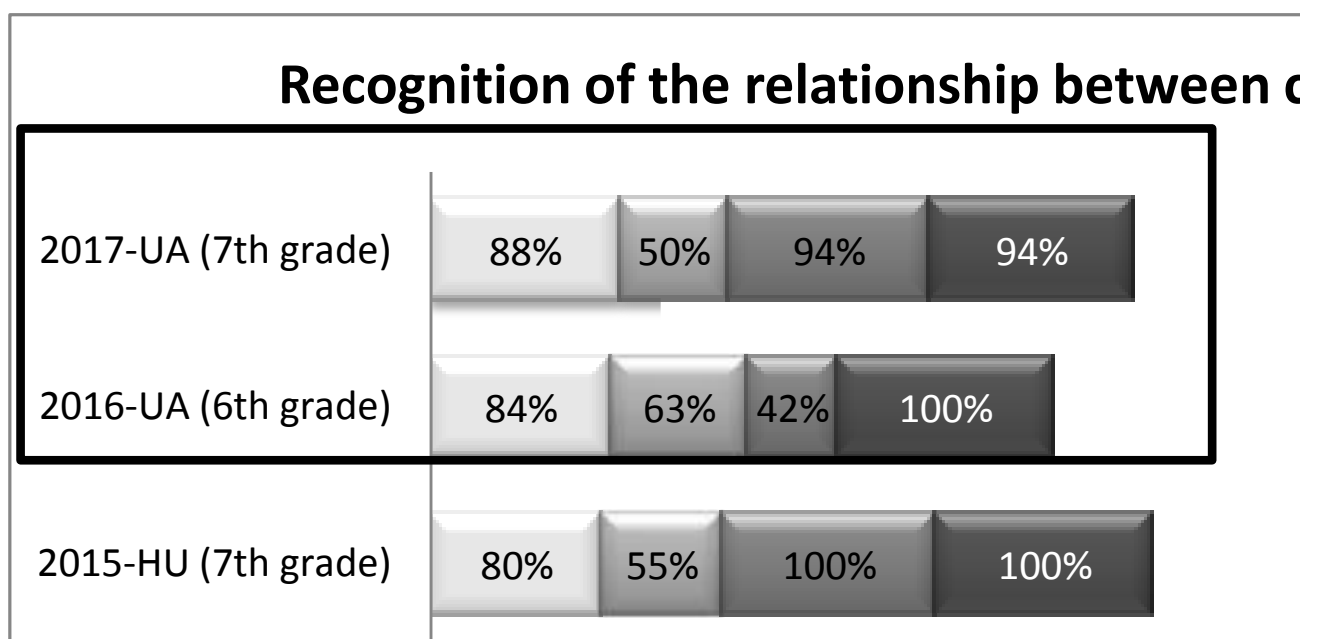 Recognition of the relationship between
2017-UA (7th grade) 88% 50% 94% 94%
2016-UA (6th grade) 84% 63% 42% 100%
2015-HU (7th grade) 80% 55% 100% 100%